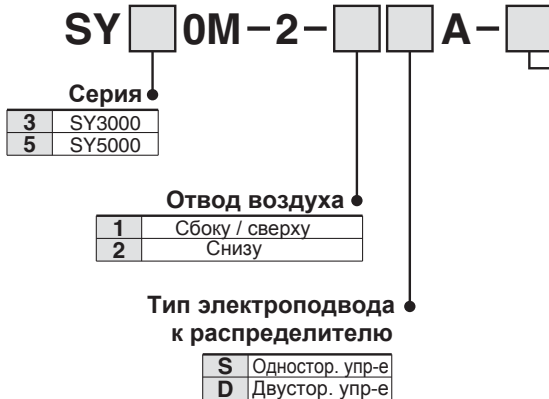 SY 0M-2- A-
Серия
3 SY3000
5 SY5000
Отвод воздуха
1 Сбоку / сверху
2 Снизу
Тип электроподвода
к распределителю
S Одностор. упр-е
D Двустор. упр-е